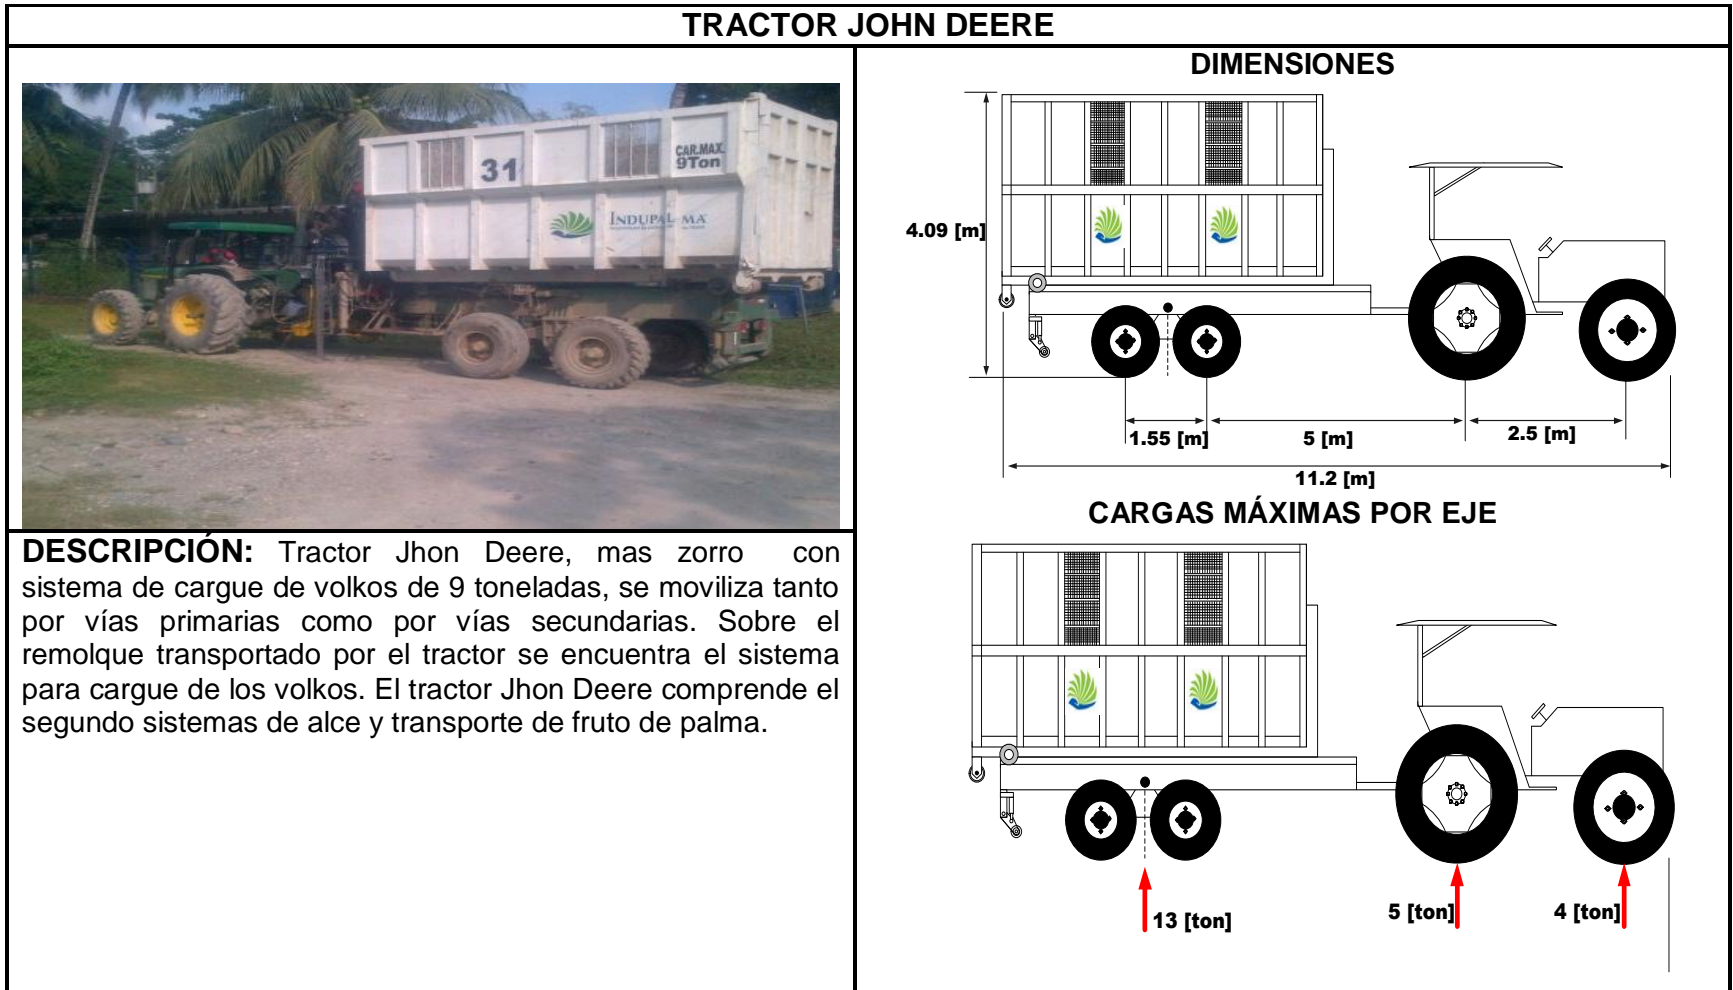 TRACTOR JOHN DEERE
31
CAR.MAX.
9Ton
INDUPALMA
DESCRIPCIÓN: Tractor Jhon Deere, mas zorro con
sistema de cargue de volkos de 9 toneladas, se moviliza tanto
por vías primarias como por vías secundarias. Sobre el
remolque transportado por el tractor se encuentra el sistema
para cargue de los volkos. El tractor Jhon Deere comprende el
segundo sistemas de alce y transporte de fruto de palma.
DIMENSIONES
4.09 [m]
1.55 [m]
5 [m]
2.5 [m]
11.2 [m]
CARGAS MÁXIMAS POR EJE
13 [ton]
5 [ton]
4 [ton]